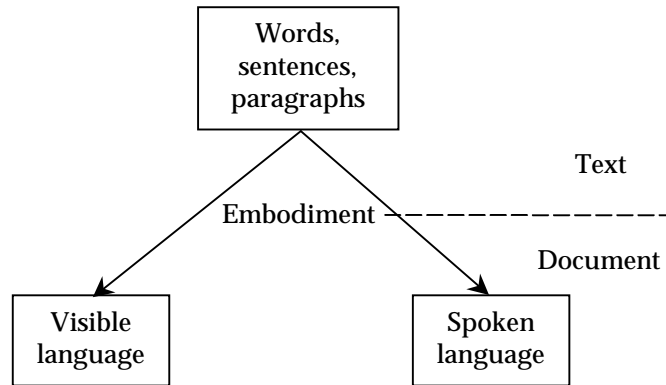 Words,
sentences,
paragraphs
Text
Embodiment
Document
Visible
language
Spoken
language